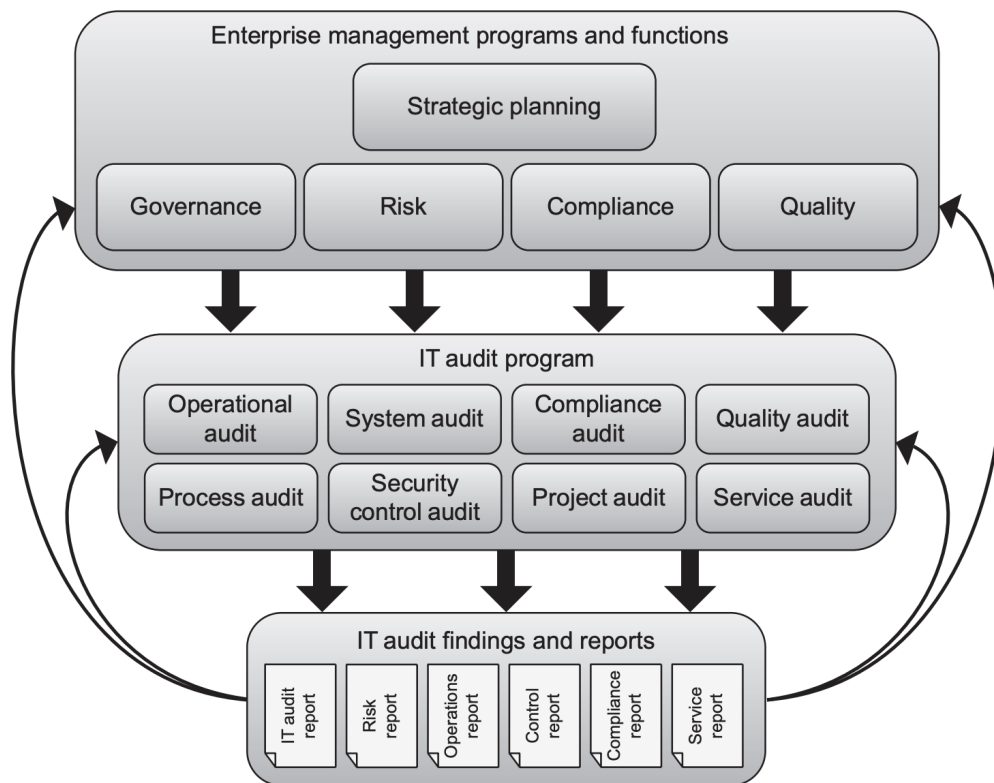 Enterprise management programs and functions
Strategic planning
Governance
Risk
Compliance
Quality
IT audit program
Operational
audit
System audit
Compliance
audit
Quality audit
Process audit
Security
control audit
Project audit
Service audit
IT audit findings and reports
IT audit
report
Risk
report
Operations
report
Control
report
Compliance
report
Service
report